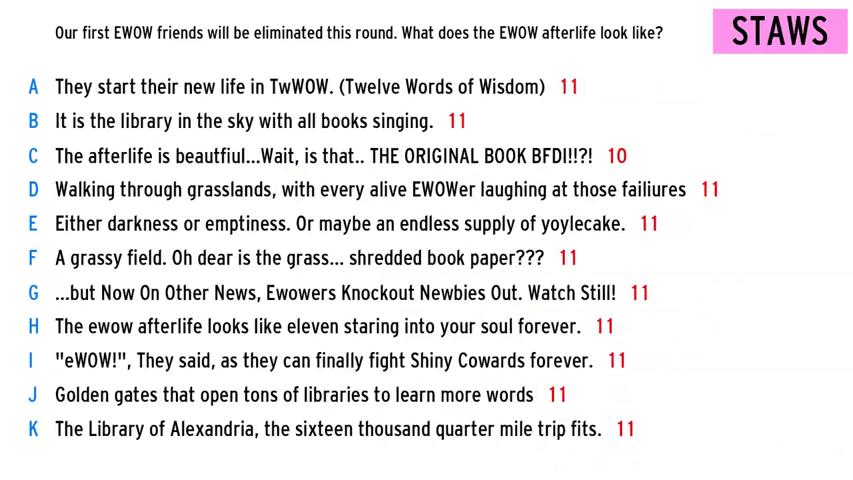 Our first EWOW friends will be eliminated this round. What does the EWOW afterlife look like?
STAWS
A They start their new life in TwWOW. (Twelve Words of Wisdom) 11
B It is the library in the sky with all books singing. 11
C The afterlife is beautfiul...Wait, is that.. THE ORIGINAL BOOK BFDI!!?! 10
D Walking through grasslands, with every alive EWOWer laughing at those failiures 11
E Either darkness or emptiness. Or maybe an endless supply of yoylecake. 11
F A grassy field. Oh dear is the grass... shredded book paper??? 11
G ...but Now On Other News, Ewowers Knockout Newbies Out. Watch Still! 11
H The ewow afterlife looks like eleven staring into your soul forever. 11
I "eWOW!", They said, as they can finally fight Shiny Cowards forever. 11
J Golden gates that open tons of libraries to learn more words 11
K The Library of Alexandria, the sixteen thousand quarter mile trip fits. 11